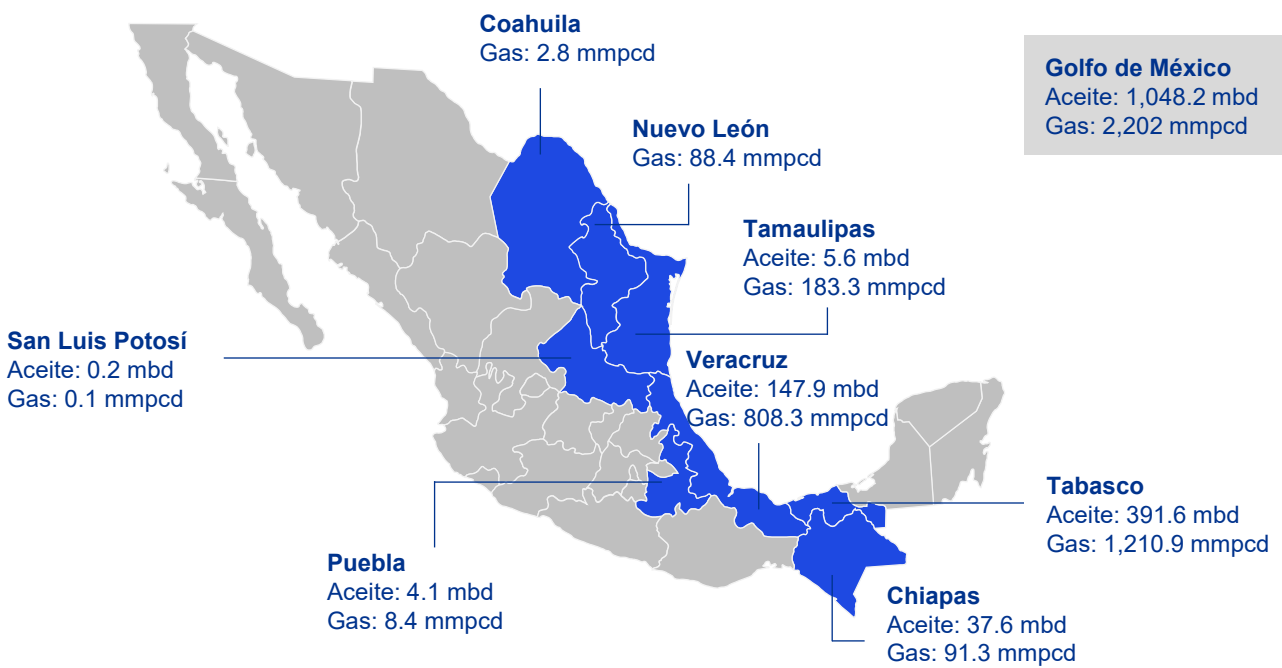 Coahuila
Gas: 2.8 mmpcd
Golfo de México
Aceite: 1,048.2 mbd
Gas: 2,202 mmpcd
Nuevo León
Gas: 88.4 mmpcd
Tamaulipas
Aceite: 5.6 mbd
Gas: 183.3 mmpcd
San Luis Potosí
Aceite: 0.2 mbd
Gas: 0.1 mmpcd
Veracruz
Aceite: 147.9 mbd
Gas: 808.3 mmpcd
Tabasco
Aceite: 391.6 mbd
Gas: 1,210.9 mmpcd
Puebla
Aceite: 4.1 mbd
Gas: 8.4 mmpcd
Chiapas
Aceite: 37.6 mbd
Gas: 91.3 mmpcd